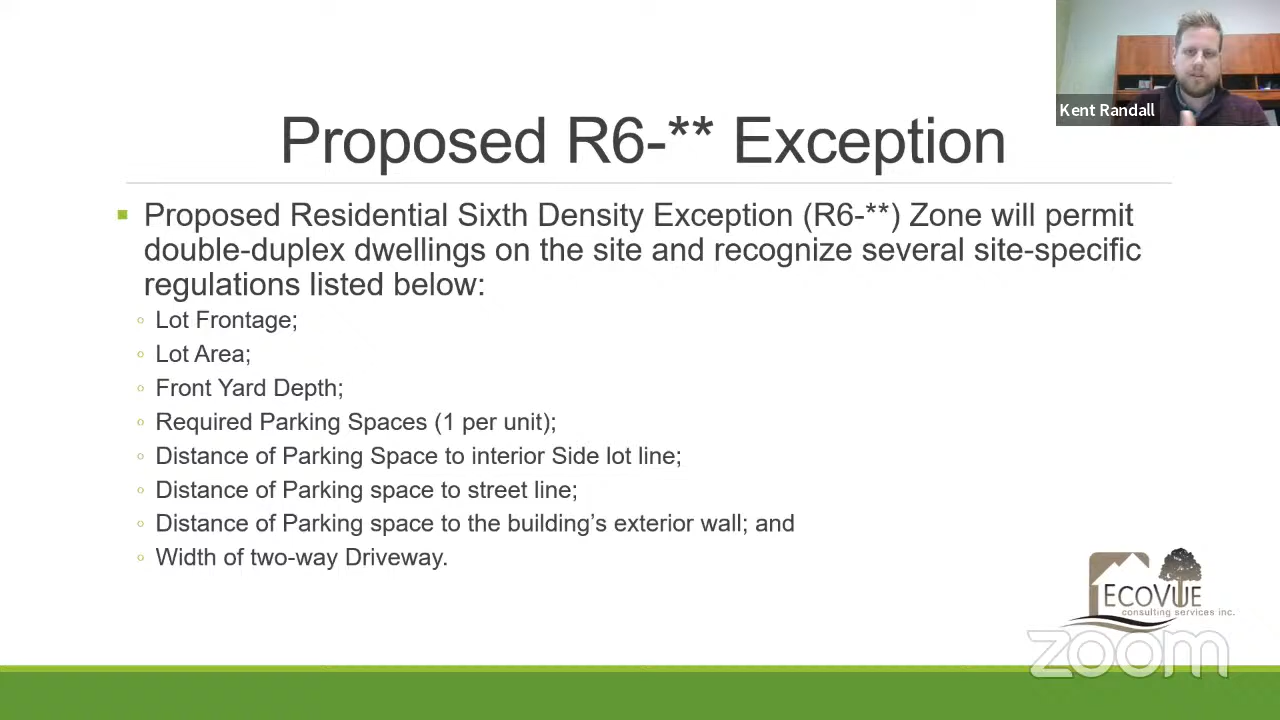 Kent Randall
Proposed R6-** Exception
Proposed Residential Sixth Density Exception (R6-**) Zone will permit
double-duplex dwellings on the site and recognize several site-specific
regulations listed below:
Lot Frontage;
Lot Area;
Front Yard Depth;
Required Parking Spaces (1 per unit);
Distance of Parking Space to interior Side lot line;
Distance of Parking space to street line;
Distance of Parking space to the building’s exterior wall; and
Width of two-way Driveway.
ECOVUE
consulting services inc.
zoom